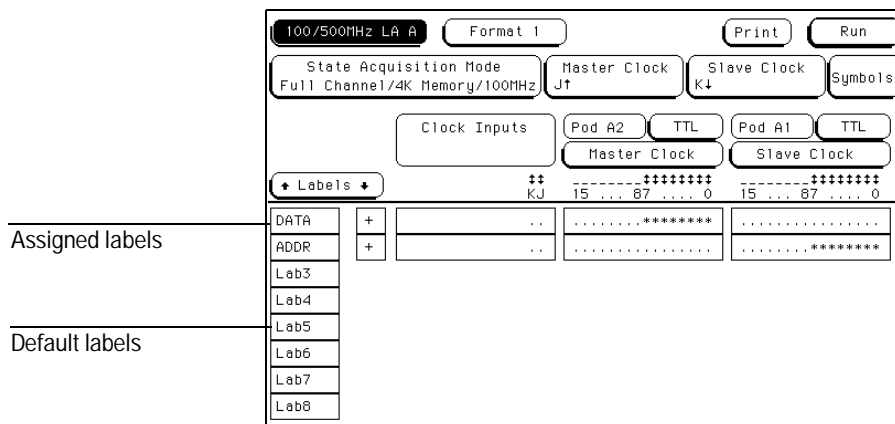 100/500MHz LA A Format 1 Print Run
State Acquisition Mode Master Clock Slave Clock Symbols
Full Channel/4K Memory/100MHz J↑ K↓
Clock Inputs Pod A2 TTL Pod A1 TTL
Master Clock Slave Clock
↑ Labels ↓ ↕↕ ________↕↕↕↕↕↕↕↕ ________↕↕↕↕↕↕↕↕
KJ 15 ... 87 .... 0 15 ... 87 .... 0
DATA + .. ........******** ................
Assigned labels
ADDR + .. ................ ........********
Lab3
Lab4
Lab5
Default labels
Lab6
Lab7
Lab8